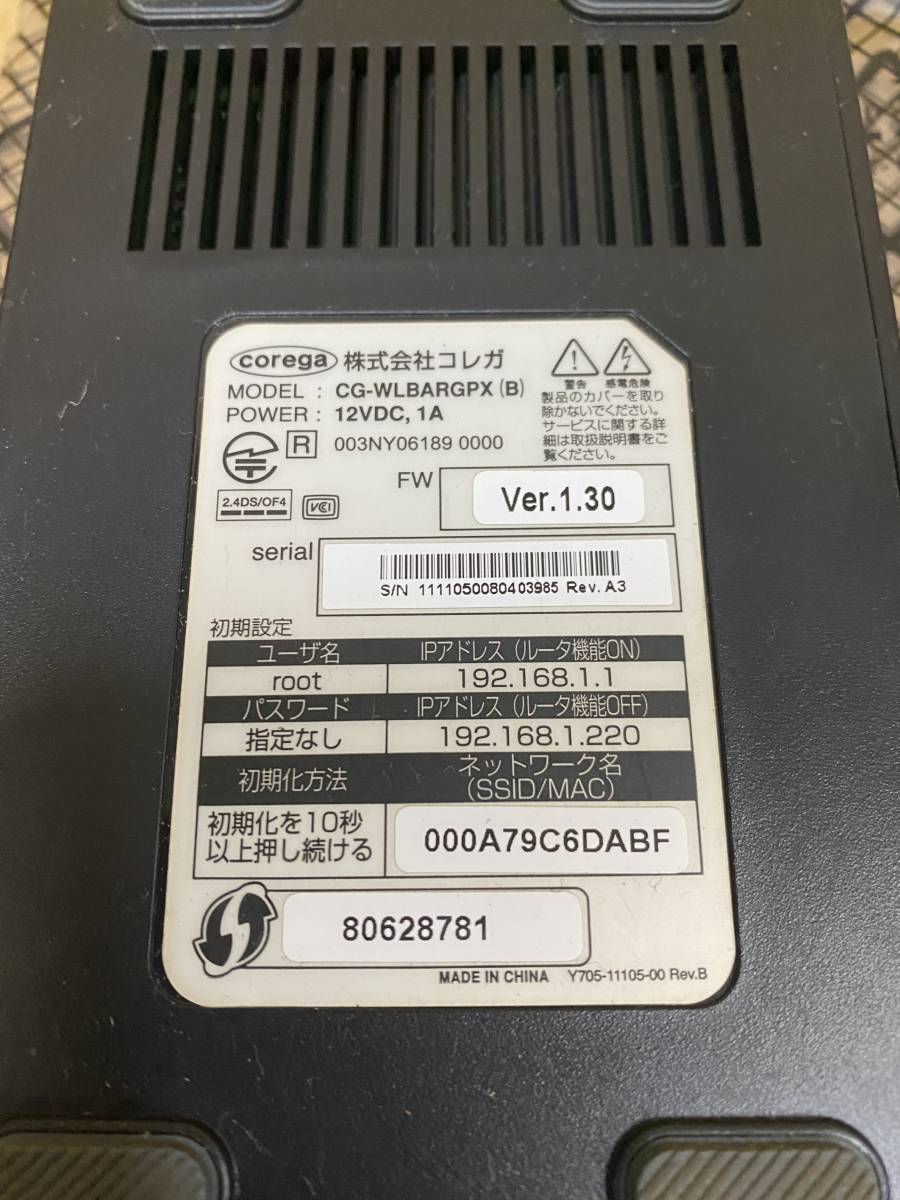 corega 株式会社コレガ
MODEL : CG-WLBARGPX (B)
POWER : 12VDC, 1A
R 003NY06189 0000
2.4DS/OF4
VCCI
警告 感電危険
製品のカバーを取り
除かないでください。
サービスに関する詳
細は取扱説明書をご
覧ください。
FW Ver.1.30
serial
S/N 1111050080403985 Rev. A3
初期設定
ユーザ名 IPアドレス (ルータ機能ON)
root 192.168.1.1
パスワード IPアドレス (ルータ機能OFF)
指定なし 192.168.1.220
初期化方法 ネットワーク名
(SSID/MAC)
初期化を10秒
以上押し続ける
000A79C6DABF
80628781
MADE IN CHINA Y705-11105-00 Rev.B